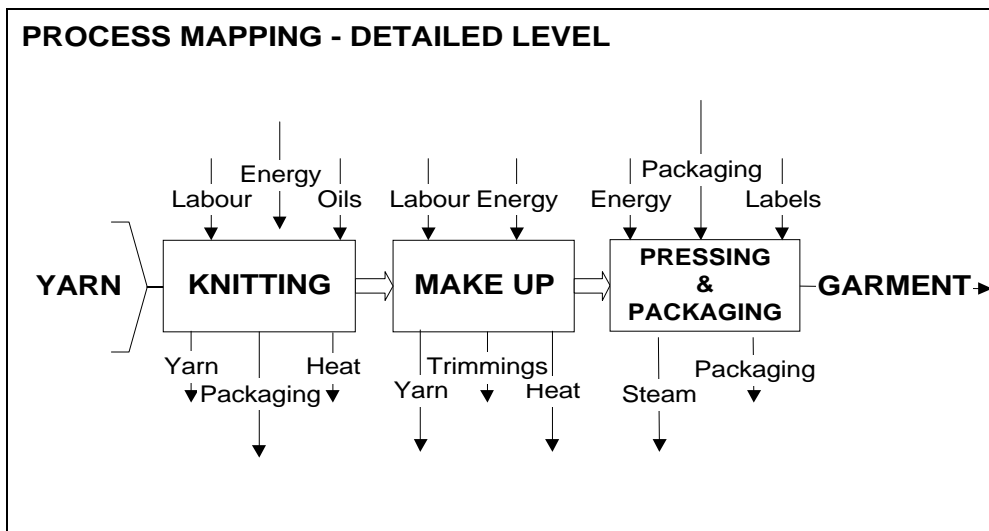 PROCESS MAPPING - DETAILED LEVEL
Packaging
Energy
Labour
Oils
Labour Energy
Energy
Labels
YARN
KNITTING
MAKE UP
PRESSING
&
PACKAGING
GARMENT
Yarn
Packaging
Heat
Yarn
Trimmings
Heat
Steam
Packaging